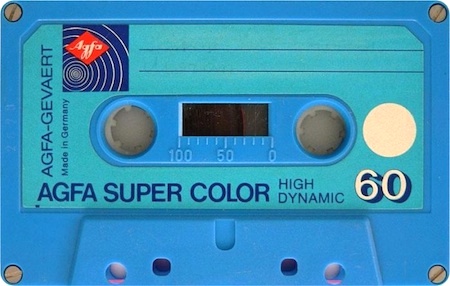 Agfa
AGFA-GEVAERT
Made in Germany
100 50 0
AGFA SUPER COLOR
HIGH
DYNAMIC
60